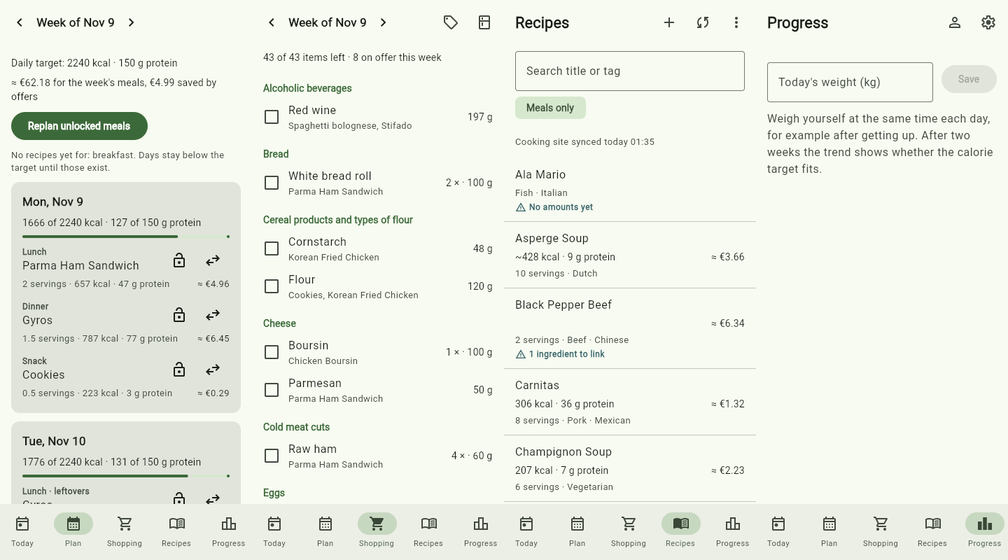 Week of Nov 9
Daily target: 2240 kcal · 150 g protein
≈ €62.18 for the week's meals, €4.99 saved by
offers
Replan unlocked meals
No recipes yet for: breakfast. Days stay below the
target until those exist.
Mon, Nov 9
1666 of 2240 kcal · 127 of 150 g protein
Lunch
Parma Ham Sandwich
2 servings · 657 kcal · 47 g protein ≈ €4.96
Dinner
Gyros
1.5 servings · 787 kcal · 77 g protein ≈ €6.45
Snack
Cookies
0.5 servings · 223 kcal · 3 g protein ≈ €0.29
Tue, Nov 10
1776 of 2240 kcal · 131 of 150 g protein
Lunch · leftovers
Gyros
Today Plan Shopping Recipes Progress
Week of Nov 9
43 of 43 items left · 8 on offer this week
Alcoholic beverages
Red wine 197 g
Spaghetti bolognese, Stifado
Bread
White bread roll 2 × · 100 g
Parma Ham Sandwich
Cereal products and types of flour
Cornstarch 48 g
Korean Fried Chicken
Flour 120 g
Cookies, Korean Fried Chicken
Cheese
Boursin 1 × · 100 g
Chicken Boursin
Parmesan 50 g
Parma Ham Sandwich
Cold meat cuts
Raw ham 4 × · 60 g
Parma Ham Sandwich
Eggs
Today Plan Shopping Recipes Progress
Recipes
Search title or tag
Meals only
Cooking site synced today 01:35
Ala Mario
Fish · Italian
No amounts yet
Asperge Soup
~428 kcal · 9 g protein ≈ €3.66
10 servings · Dutch
Black Pepper Beef
≈ €6.34
2 servings · Beef · Chinese
1 ingredient to link
Carnitas
306 kcal · 36 g protein ≈ €1.32
8 servings · Pork · Mexican
Champignon Soup
207 kcal · 7 g protein ≈ €2.23
6 servings · Vegetarian
Today Plan Shopping Recipes Progress
Progress
Today's weight (kg)
Save
Weigh yourself at the same time each day,
for example after getting up. After two
weeks the trend shows whether the calorie
target fits.
Today Plan Shopping Recipes Progress